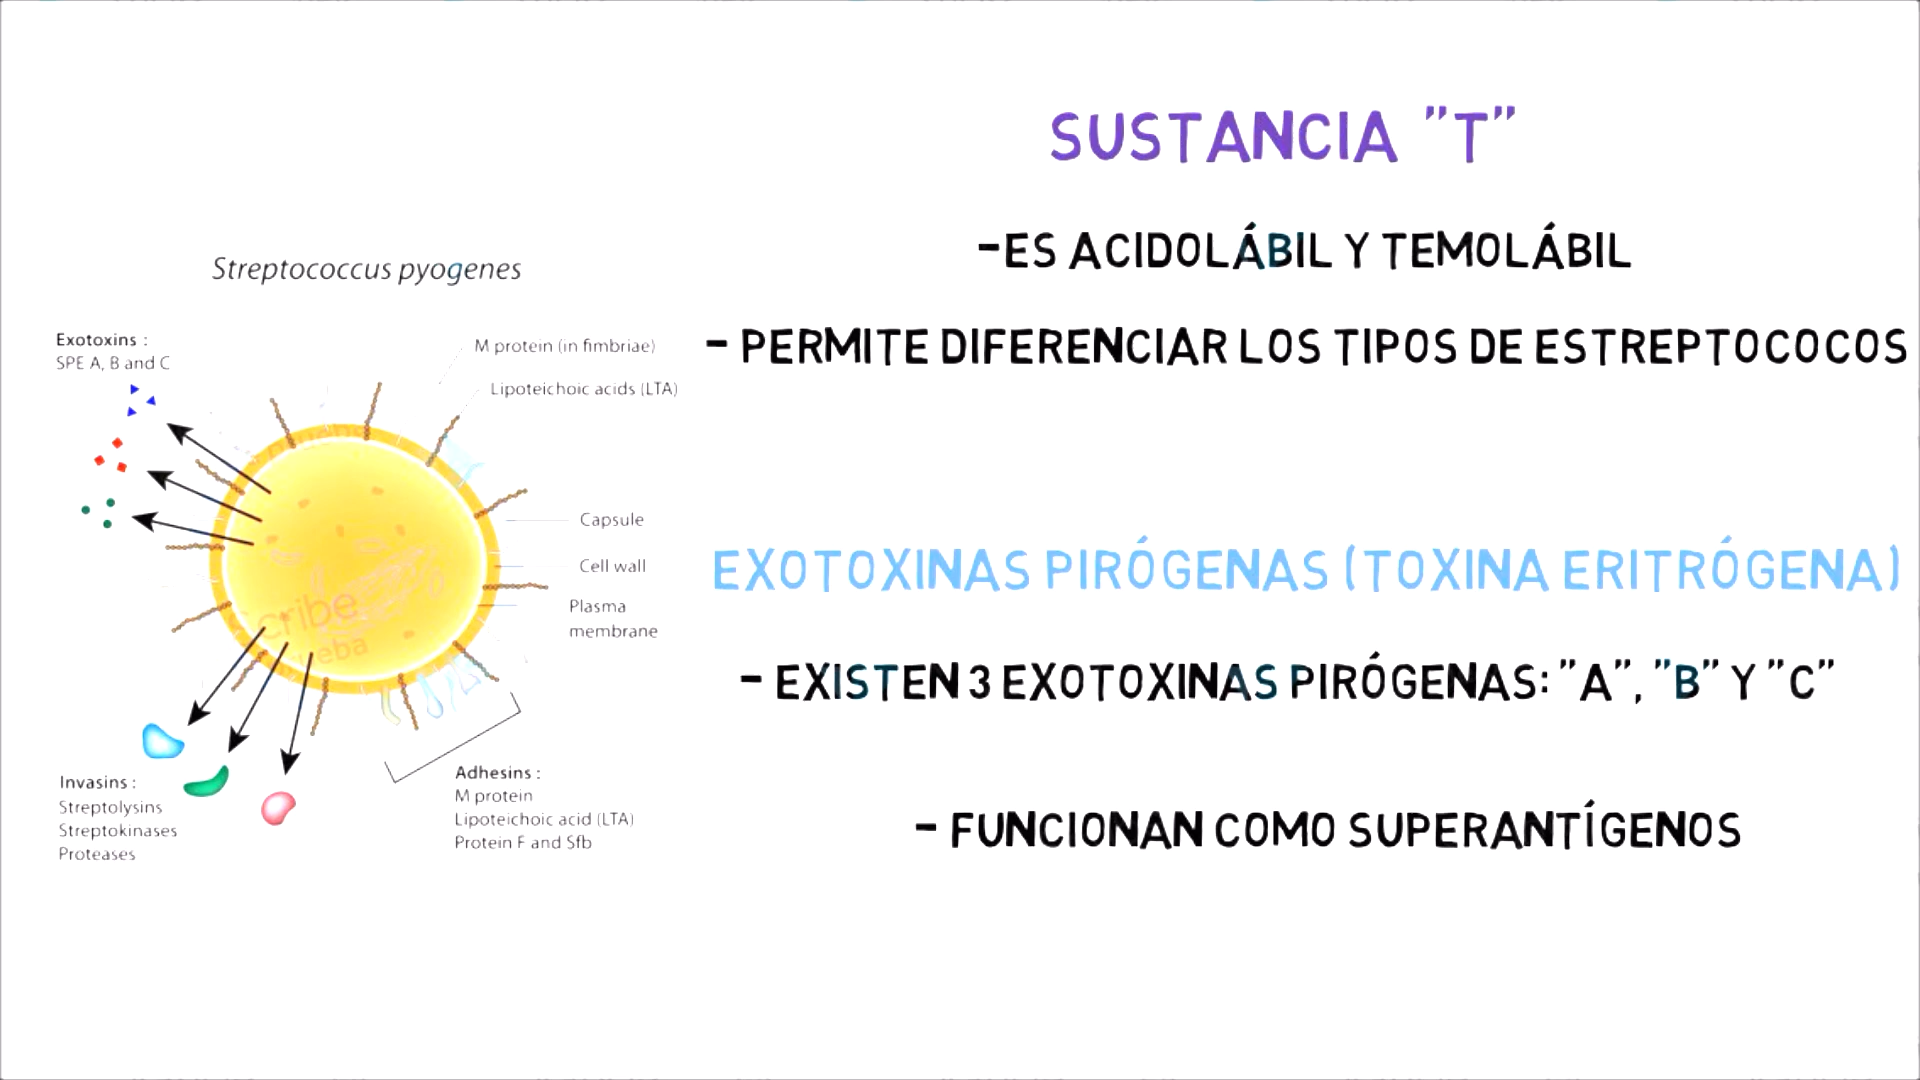 SUSTANCIA "T"
-ES ACIDOLÁBIL Y TEMOLÁBIL
- PERMITE DIFERENCIAR LOS TIPOS DE ESTREPTOCOCOS
EXOTOXINAS PIRÓGENAS (TOXINA ERITRÓGENA)
- EXISTEN 3 EXOTOXINAS PIRÓGENAS: "A", "B" Y "C"
- FUNCIONAN COMO SUPERANTÍGENOS
Streptococcus pyogenes
Exotoxins :
SPE A, B and C
M protein (in fimbriae)
Lipoteichoic acids (LTA)
Capsule
Cell wall
Plasma
membrane
Invasins :
Streptolysins
Streptokinases
Proteases
Adhesins :
M protein
Lipoteichoic acid (LTA)
Protein F and Sfb